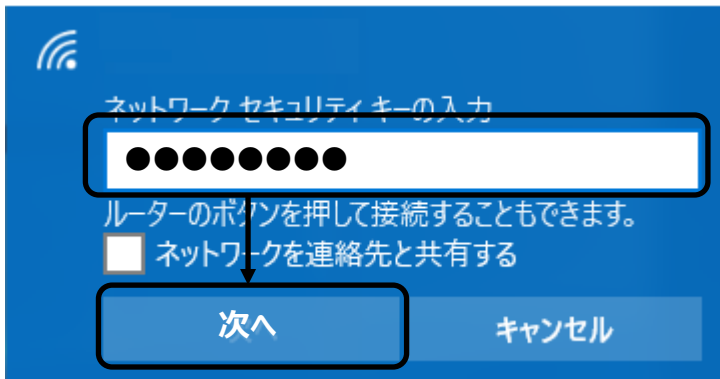 ネットワーク セキュリティ キーの入力
●●●●●●●●
ルーターのボタンを押して接続することもできます。
ネットワークを連絡先と共有する
次へ
キャンセル